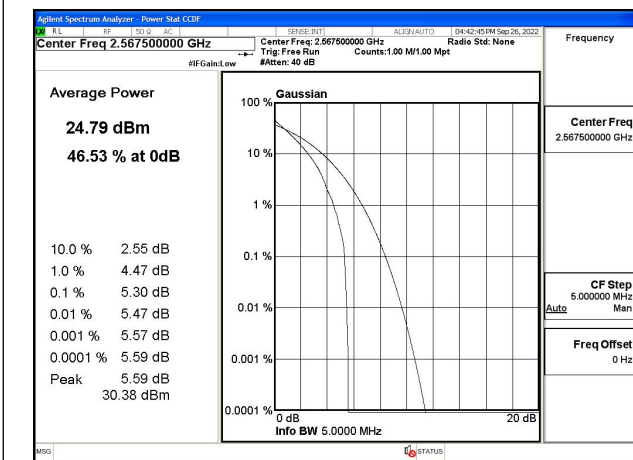 Agilent Spectrum Analyzer - Power Stat CCDF
RL RF 50 Ω AC SENSE:INT ALIGN AUTO 04:42:45 PM Sep 26, 2022
Center Freq 2.567500000 GHz
Center Freq: 2.567500000 GHz Radio Std: None
Trig: Free Run Counts:1.00 M/1.00 Mpt
#IFGain:Low #Atten: 40 dB
Frequency
Average Power
24.79 dBm
46.53 % at 0dB
10.0 % 2.55 dB
1.0 % 4.47 dB
0.1 % 5.30 dB
0.01 % 5.47 dB
0.001 % 5.57 dB
0.0001 % 5.59 dB
Peak 5.59 dB
30.38 dBm
Gaussian
100 %
10 %
1 %
0.1 %
0.01 %
0.001 %
0.0001 %
0 dB 20 dB
Info BW 5.0000 MHz
Center Freq
2.567500000 GHz
CF Step
5.000000 MHz
Auto Man
Freq Offset
0 Hz
MSG STATUS